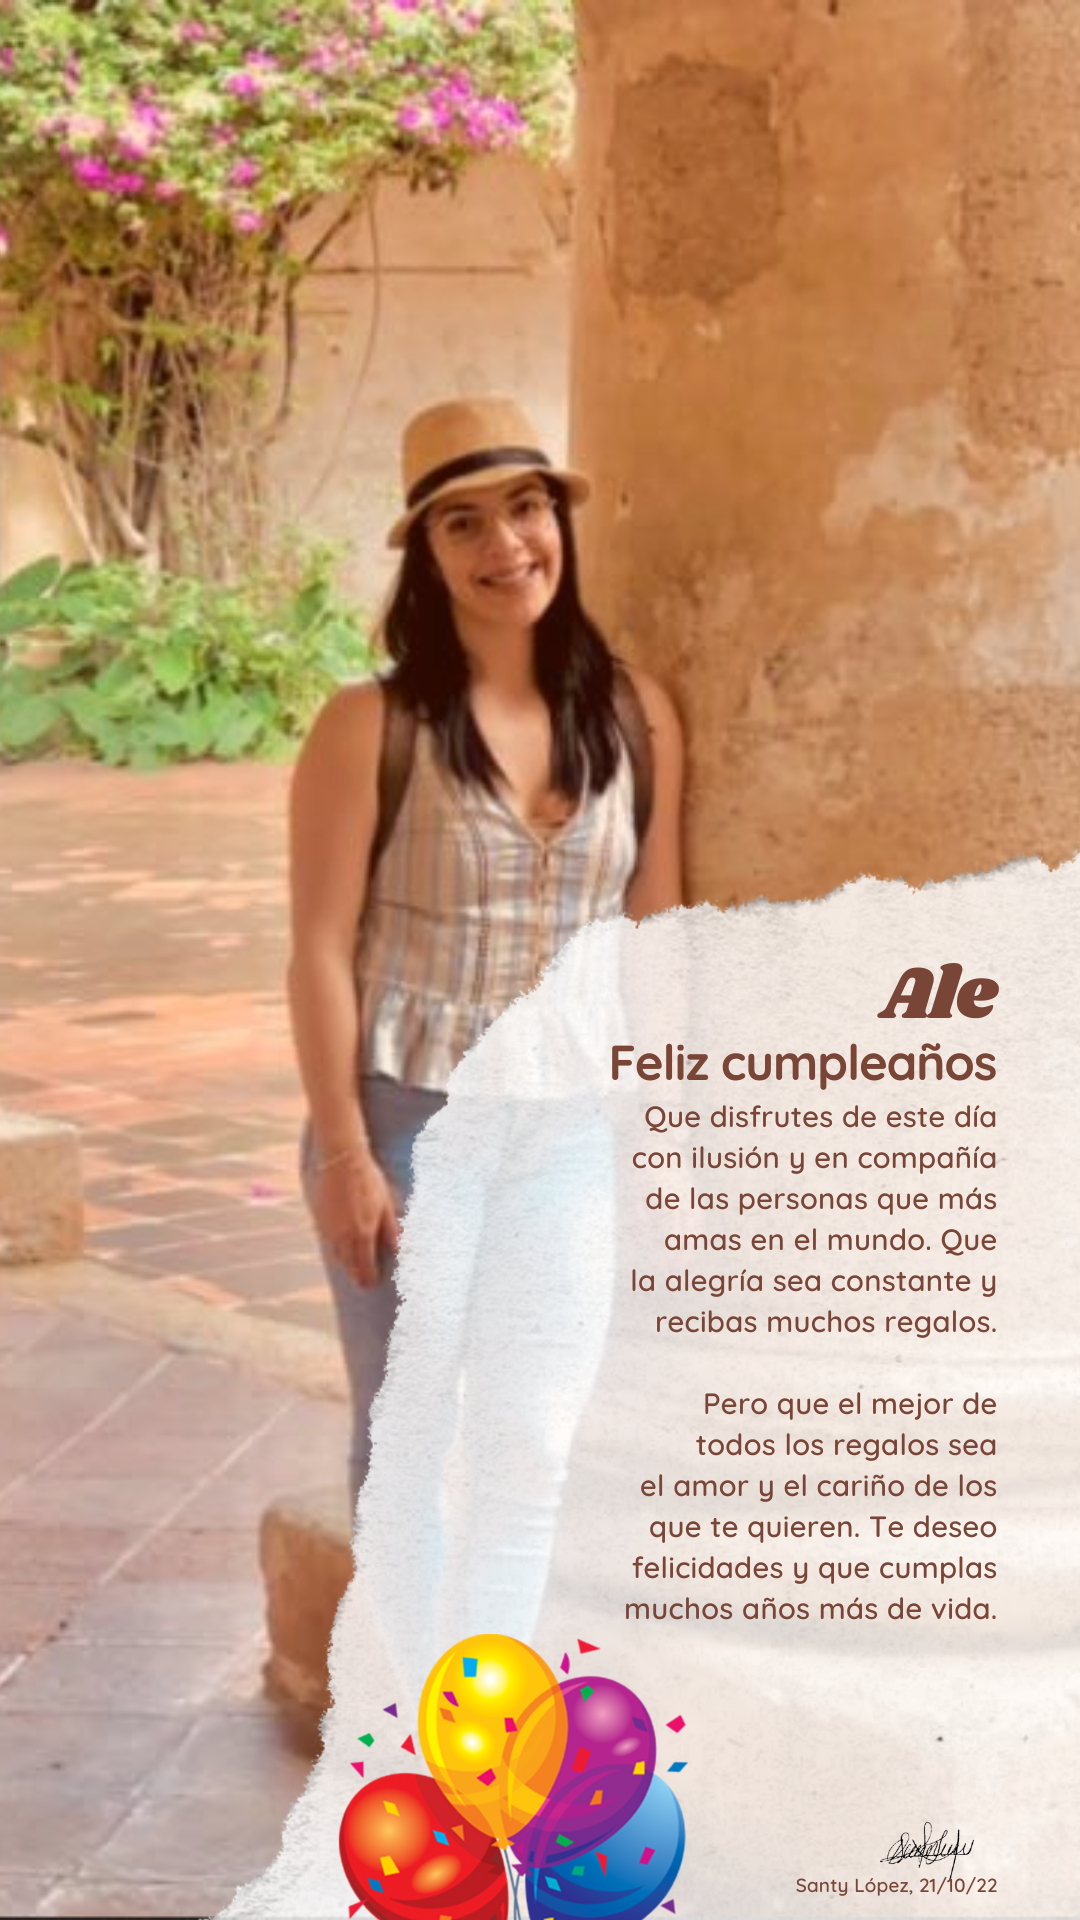 Ale
Feliz cumpleaños
Que disfrutes de este día
con ilusión y en compañía
de las personas que más
amas en el mundo. Que
la alegría sea constante y
recibas muchos regalos.
Pero que el mejor de
todos los regalos sea
el amor y el cariño de los
que te quieren. Te deseo
felicidades y que cumplas
muchos años más de vida.
Santy López, 21/10/22